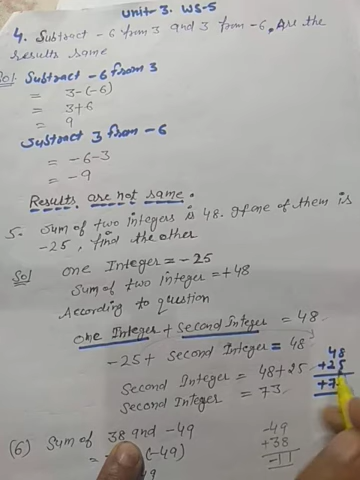 Unit-3. WS-5
4. Subtract -6 from 3 and 3 from -6, Are the
results same
Sol. Subtract -6 from 3
= 3-(-6)
= 3+6
= 9
Subtract 3 from -6
= -6-3
= -9
Results are not same.
5. Sum of two integers is 48. If one of them is
-25, find the other
Sol one Integer = -25
Sum of two integer = +48
According to question
one Integer + Second Integer = 48
-25 + Second Integer = 48
Second Integer = 48+25
Second Integer = 73
48
+25
+7
(6) Sum of 38 and -49
(-49)
49
-49
+38
-11